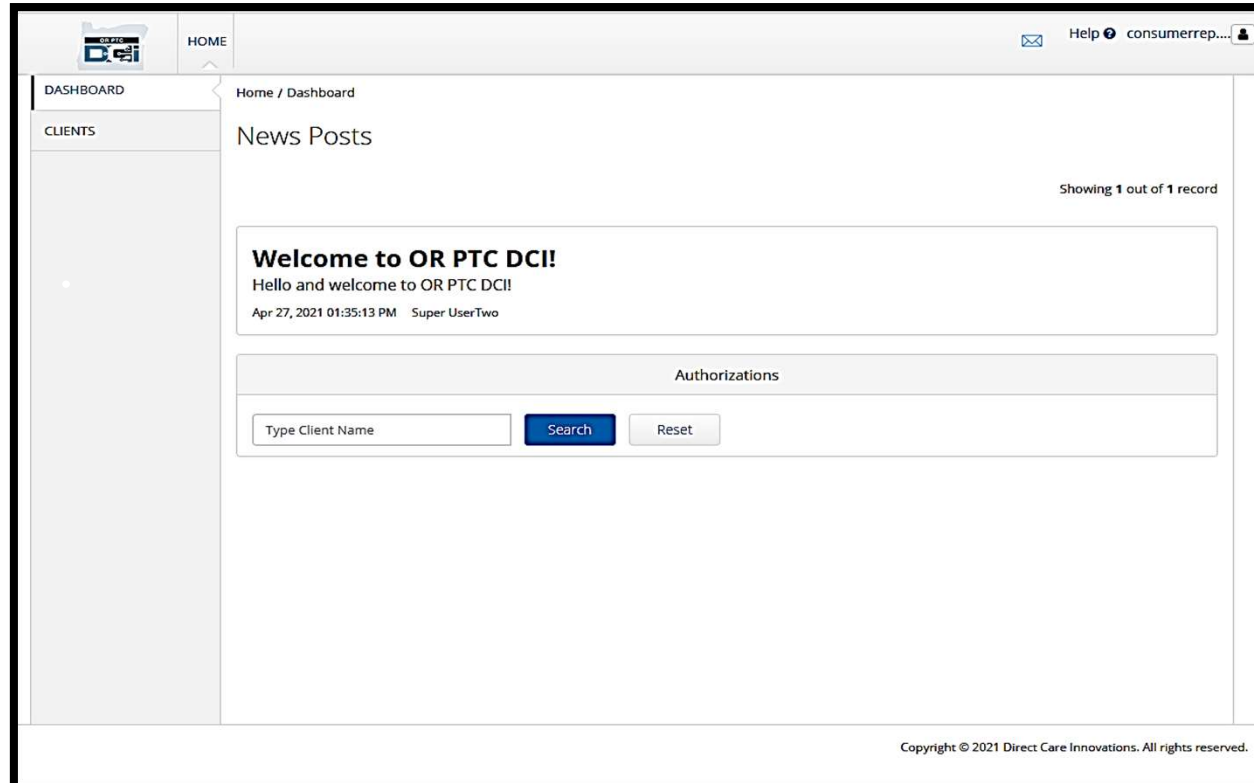 OR PTC
DCi
HOME
Help ? consumerrep....
DASHBOARD
CLIENTS
Home / Dashboard
News Posts
Showing 1 out of 1 record
Welcome to OR PTC DCI!
Hello and welcome to OR PTC DCI!
Apr 27, 2021 01:35:13 PM Super UserTwo
Authorizations
Type Client Name Search Reset
Copyright © 2021 Direct Care Innovations. All rights reserved.